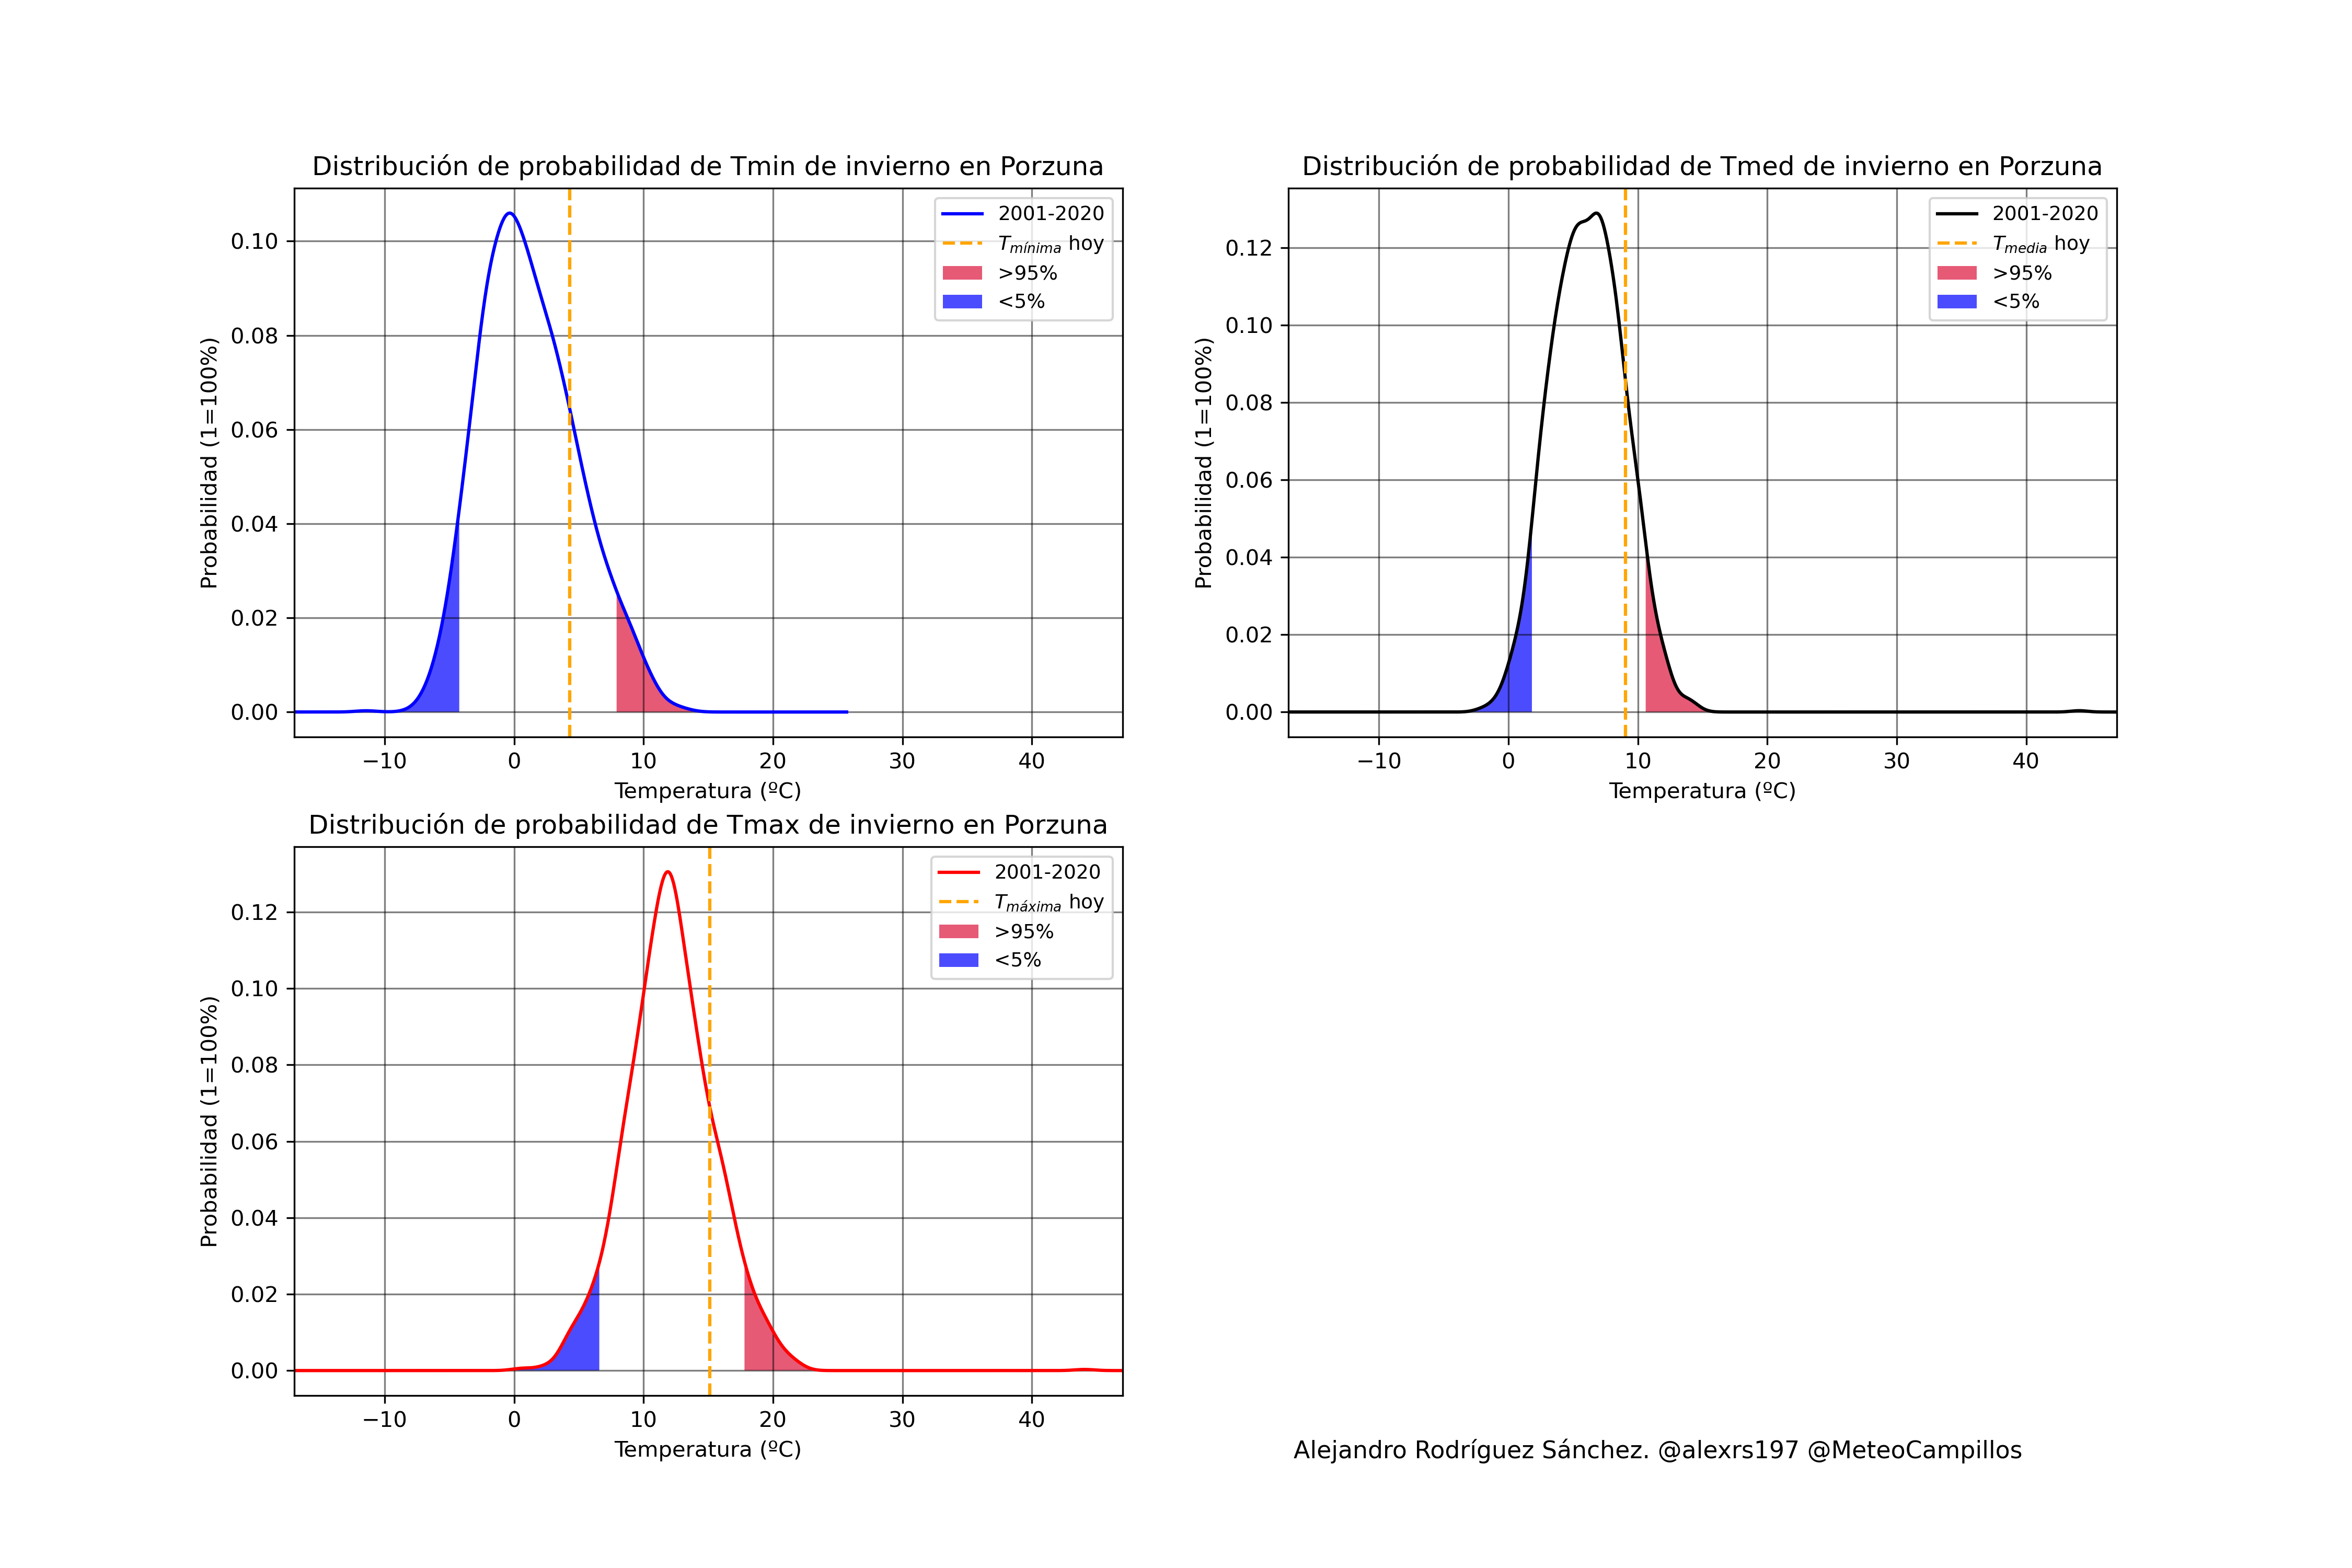 Distribución de probabilidad de Tmin de invierno en Porzuna
Probabilidad (1=100%)
0.10
0.08
0.06
0.04
0.02
0.00
−10 0 10 20 30 40
Temperatura (ºC)
2001-2020
Tmínima hoy
>95%
<5%
Distribución de probabilidad de Tmed de invierno en Porzuna
Probabilidad (1=100%)
0.12
0.10
0.08
0.06
0.04
0.02
0.00
−10 0 10 20 30 40
Temperatura (ºC)
2001-2020
Tmedia hoy
>95%
<5%
Distribución de probabilidad de Tmax de invierno en Porzuna
Probabilidad (1=100%)
0.12
0.10
0.08
0.06
0.04
0.02
0.00
−10 0 10 20 30 40
Temperatura (ºC)
2001-2020
Tmáxima hoy
>95%
<5%
Alejandro Rodríguez Sánchez. @alexrs197 @MeteoCampillos